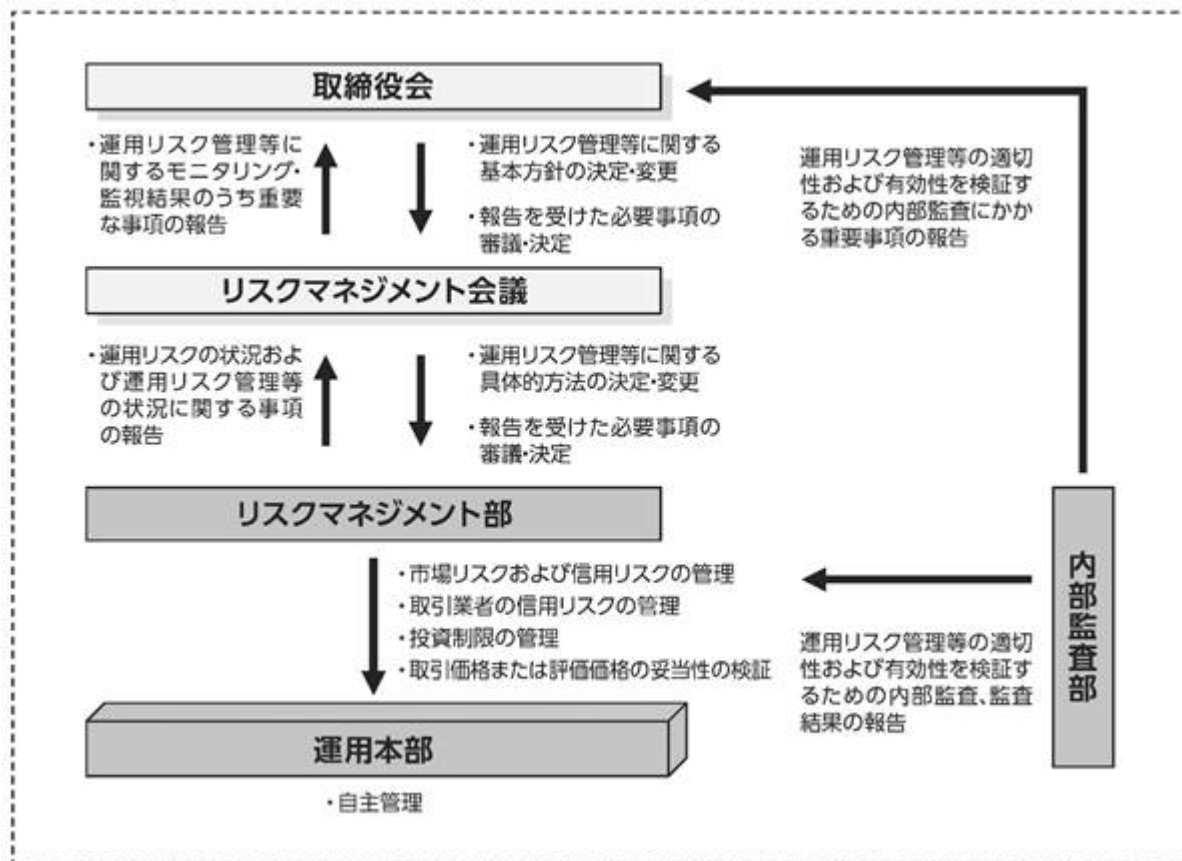 取締役会
・運用リスク管理等に
関するモニタリング・
監視結果のうち重要
な事項の報告
・運用リスク管理等に関する
基本方針の決定・変更
・報告を受けた必要事項の
審議・決定
運用リスク管理等の適切
性および有効性を検証す
るための内部監査にかか
る重要事項の報告
リスクマネジメント会議
・運用リスクの状況およ
び運用リスク管理等
の状況に関する事項
の報告
・運用リスク管理等に関する
具体的方法の決定・変更
・報告を受けた必要事項の
審議・決定
リスクマネジメント部
・市場リスクおよび信用リスクの管理
・取引業者の信用リスクの管理
・投資制限の管理
・取引価格または評価価格の妥当性の検証
内部監査部
運用リスク管理等の適切
性および有効性を検証す
るための内部監査、監査
結果の報告
運用本部
・自主管理